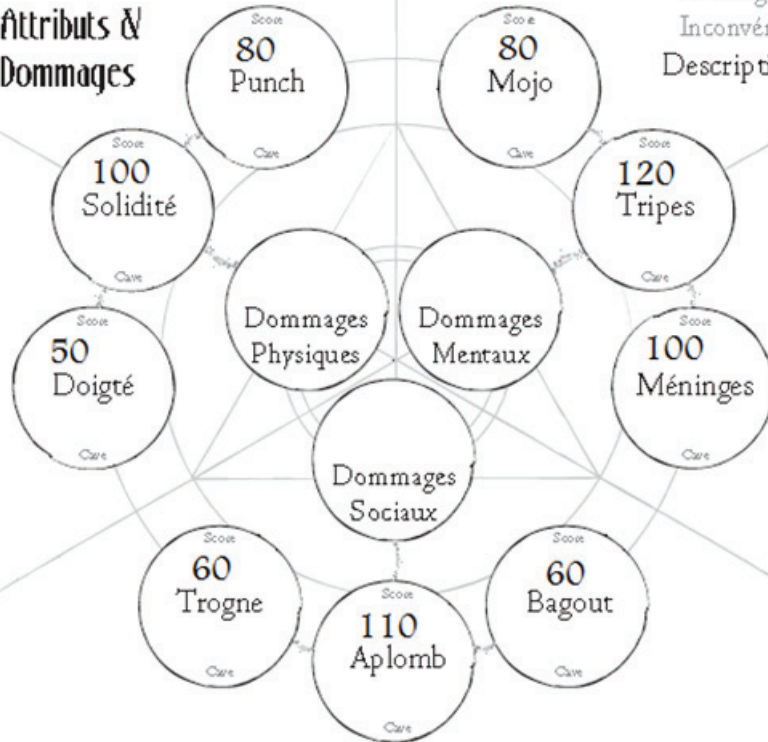 Attributs &
Dommages
Inconvén
Descripti
Score
80
Punch
Cave
Score
80
Mojo
Cave
Score
100
Solidité
Cave
Score
120
Tripes
Cave
Dommages
Physiques
Dommages
Mentaux
Score
50
Doigté
Cave
Score
100
Méninges
Cave
Dommages
Sociaux
Score
60
Trogne
Cave
Score
60
Bagout
Cave
Score
110
Aplomb
Cave